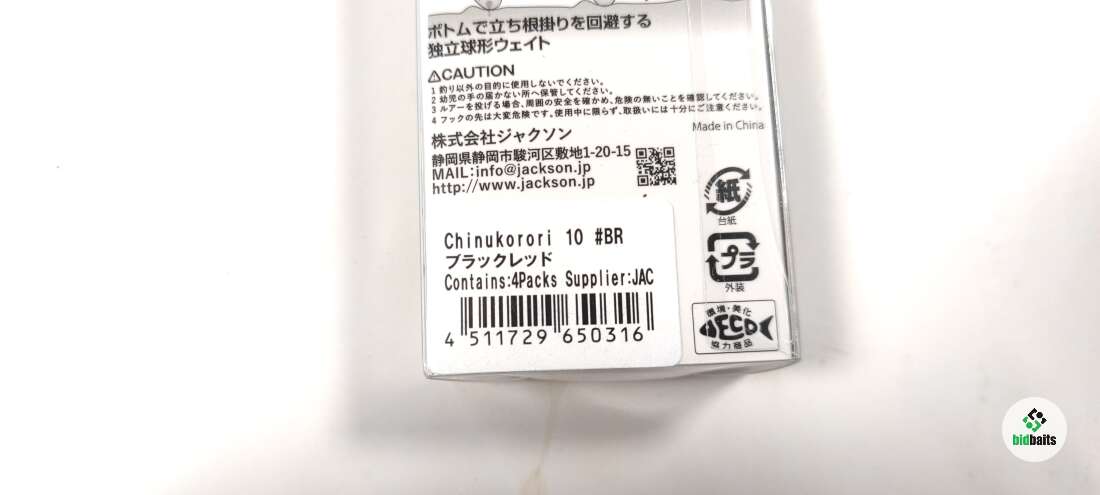 ボトムで立ち根掛りを回避する
独立球形ウェイト
⚠CAUTION
1 釣り以外の目的に使用しないでください。
2 幼児の手の届かない所へ保管してください。
3 ルアーを投げる場合、周囲の安全を確かめ、危険の無いことを確認してください。
4 フックの先は大変危険です。使用中に限らず、取扱いには十分にご注意ください。
Made in China
株式会社ジャクソン
静岡県静岡市駿河区敷地1-20-15
MAIL:info@jackson.jp
http://www.jackson.jp
紙
台紙
プラ
外装
環境・美化
ECO
協力商品
Chinukorori 10 #BR
ブラックレッド
Contains:4Packs Supplier:JAC
4 511729 650316
bidbaits